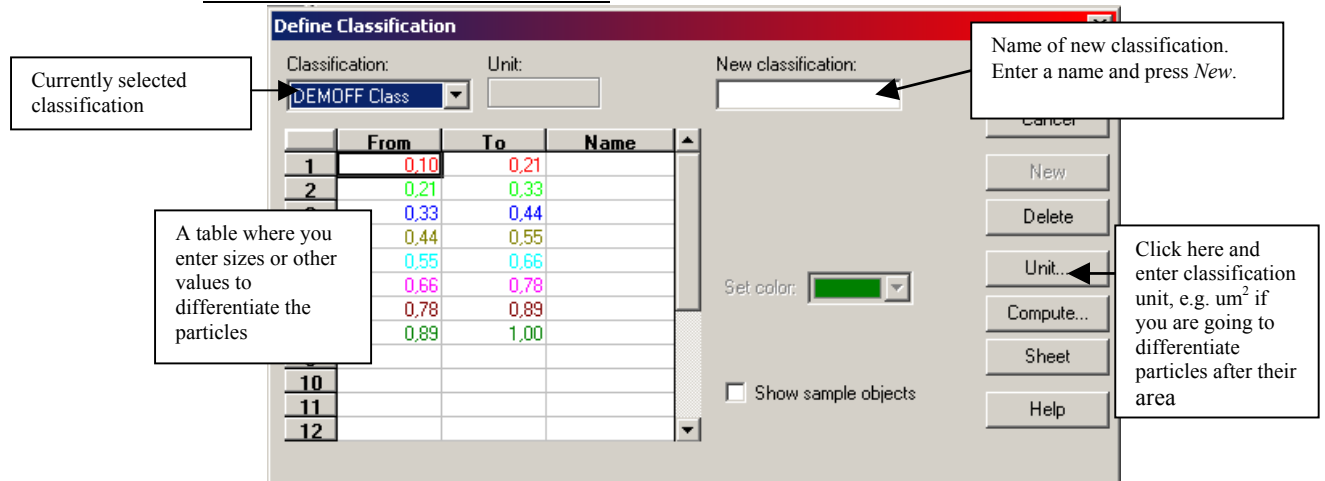 Define Classification
Currently selected
classification
Classification:
Unit:
New classification:
DEMOFF Class
Name of new classification.
Enter a name and press New.
Cancel
From To Name
1 0,10 0,21
2 0,21 0,33
0,33 0,44
0,44 0,55
0,55 0,66
0,66 0,78
0,78 0,89
0,89 1,00
10
11
12
A table where you
enter sizes or other
values to
differentiate the
particles
Set color:
Show sample objects
New
Delete
Unit...
Compute...
Sheet
Help
Click here and
enter classification
unit, e.g. um² if
you are going to
differentiate
particles after their
area